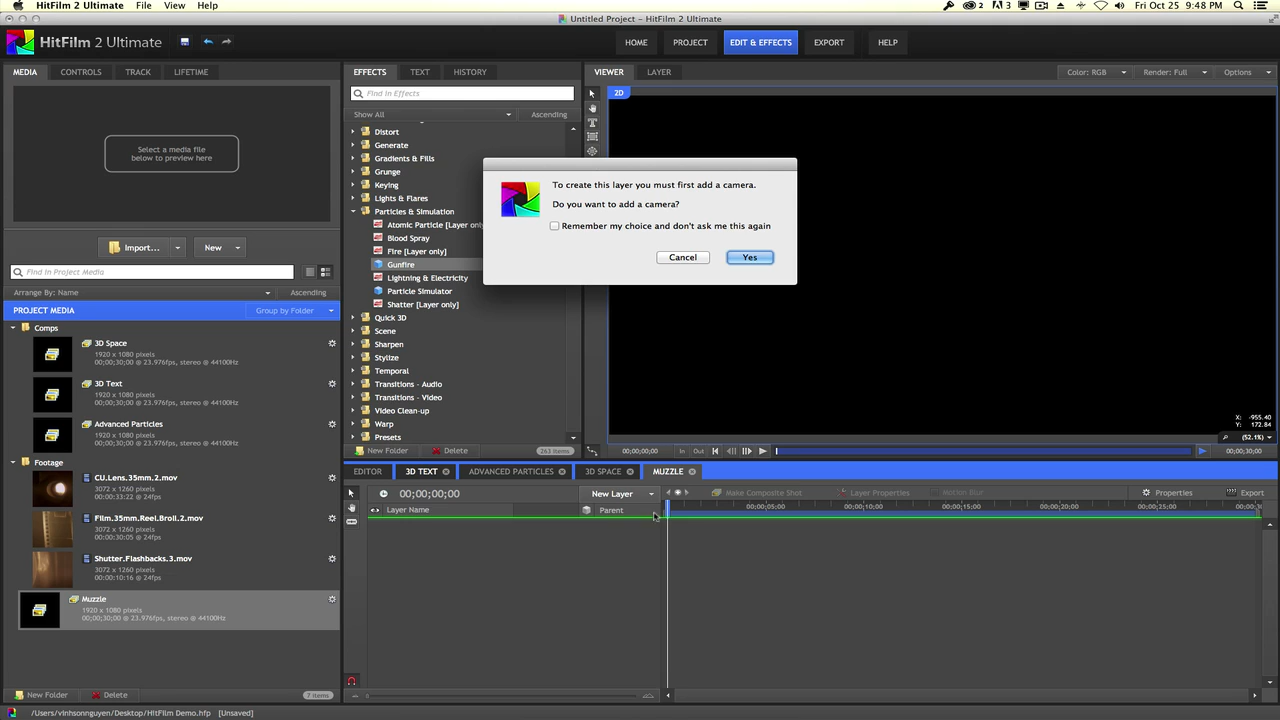 HitFilm 2 Ultimate File View Help
2 3 Fri Oct 25 9:48 PM
Untitled Project - HitFilm 2 Ultimate
HitFilm 2 Ultimate
HOME PROJECT EDIT & EFFECTS EXPORT HELP
MEDIA CONTROLS TRACK LIFETIME
Select a media file
below to preview here
Import... New
Find in Project Media
Arrange By: Name Ascending
PROJECT MEDIA Group by Folder
Comps
3D Space
1920 x 1080 pixels
00;00;30;00 @ 23.976fps, stereo @ 44100Hz
3D Text
1920 x 1080 pixels
00;00;30;00 @ 23.976fps, stereo @ 44100Hz
Advanced Particles
1920 x 1080 pixels
00;00;30;00 @ 23.976fps, stereo @ 44100Hz
Footage
CU.Lens.35mm.2.mov
3072 x 1260 pixels
00:00:33:22 @ 24fps
Film.35mm.Reel.Broll.2.mov
3072 x 1260 pixels
00:00:30:05 @ 24fps
Shutter.Flashbacks.3.mov
3072 x 1260 pixels
00:00:10:16 @ 24fps
Muzzle
1920 x 1080 pixels
00;00;30;00 @ 23.976fps, stereo @ 44100Hz
New Folder Delete 7 items
EFFECTS TEXT HISTORY
Find in Effects
Show All Ascending
Distort
Generate
Gradients & Fills
Grunge
Keying
Lights & Flares
Particles & Simulation
Atomic Particle [Layer only
Blood Spray
Fire [Layer only]
Gunfire
Lightning & Electricity
Particle Simulator
Shatter [Layer only]
Quick 3D
Scene
Sharpen
Stylize
Temporal
Transitions - Audio
Transitions - Video
Video Clean-up
Warp
Presets
New Folder Delete 263 items
VIEWER LAYER Color: RGB Render: Full Options
2D
To create this layer you must first add a camera.
Do you want to add a camera?
Remember my choice and don't ask me this again
Cancel Yes
X: -955.40
Y: 172.84
(52.1%)
00;00;00;00 In Out 00;00;30;00
EDITOR 3D TEXT ADVANCED PARTICLES 3D SPACE MUZZLE
00;00;00;00 New Layer Make Composite Shot Layer Properties Motion Blur Properties Export
Layer Name Parent 00;00;05;00 00;00;10;00 00;00;15;00 00;00;20;00 00;00;25;00
/Users/vinhsonnguyen/Desktop/HitFilm Demo.hfp [Unsaved]